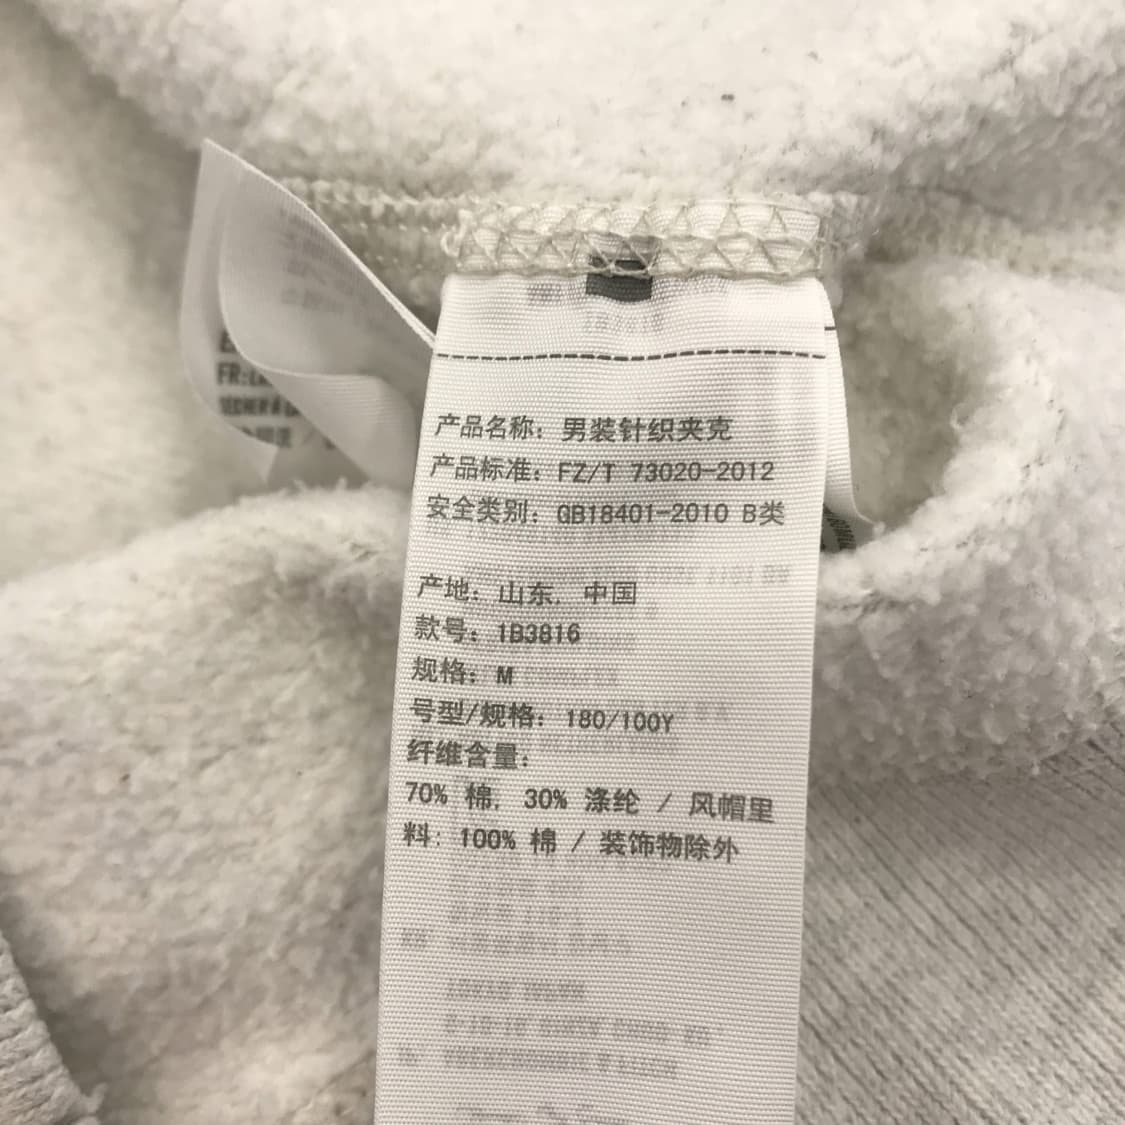 产品名称: 男装针织夹克
产品标准: FZ/T 73020-2012
安全类别: GB18401-2010 B类
产地: 山东, 中国
款号: 1B3816
规格: M
号型/规格: 180/100Y
纤维含量:
70% 棉, 30% 涤纶 / 风帽里
料: 100% 棉 / 装饰物除外